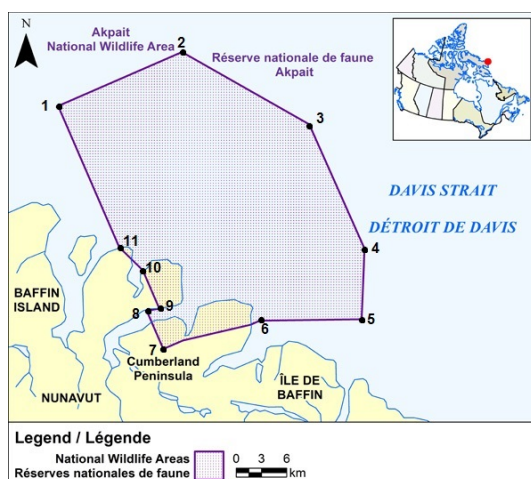 N
Akpait
National Wildlife Area
Réserve nationale de faune
Akpait
1
2
3
4
5
6
7
8
9
10
11
DAVIS STRAIT
DÉTROIT DE DAVIS
BAFFIN
ISLAND
Cumberland
Peninsula
NUNAVUT
ÎLE DE
BAFFIN
Legend / Légende
National Wildlife Areas
Réserves nationales de faune
0 3 6
km